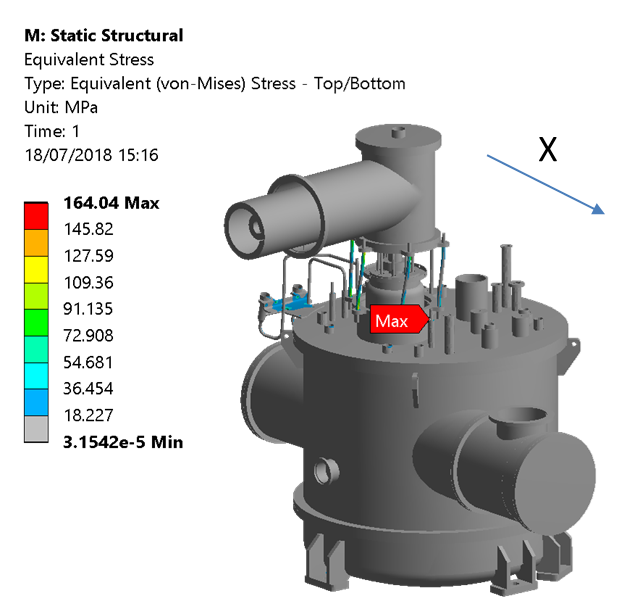 M: Static Structural
Equivalent Stress
Type: Equivalent (von-Mises) Stress - Top/Bottom
Unit: MPa
Time: 1
18/07/2018 15:16
X
164.04 Max
145.82
127.59
109.36
91.135
72.908
54.681
36.454
18.227
3.1542e-5 Min
Max